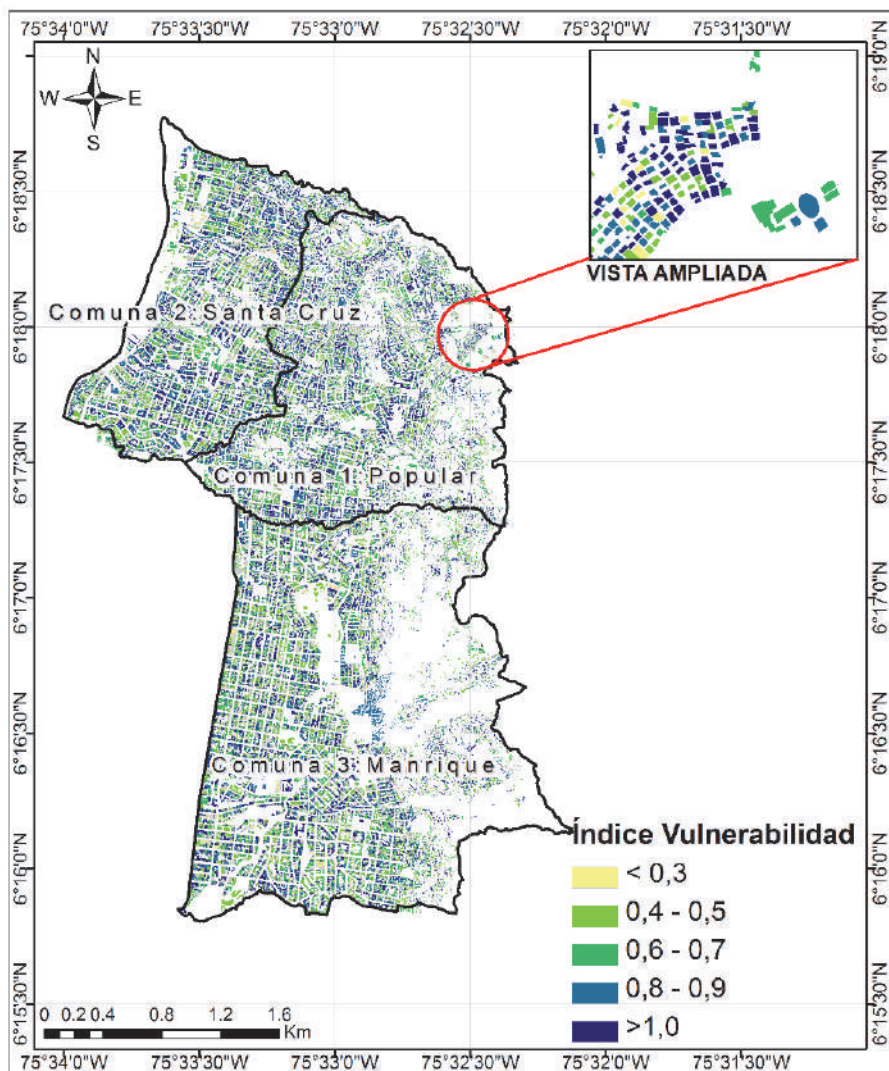 75°34'0"W 75°33'30"W 75°33'0"W 75°32'30"W 75°32'0"W 75°31'30"W
N
W E
S
6°19'0"N 6°19'0"N
VISTA AMPLIADA
6°18'30"N 6°18'30"N
Comuna 2: Santa Cruz
6°18'0"N 6°18'0"N
6°17'30"N 6°17'30"N
Comuna 1: Popular
6°17'0"N 6°17'0"N
6°16'30"N 6°16'30"N
Comuna 3: Manrique
6°16'0"N 6°16'0"N
Índice Vulnerabilidad
< 0,3
0,4 - 0,5
0,6 - 0,7
0,8 - 0,9
>1,0
6°15'30"N 6°15'30"N
0 0.2 0.4 0.8 1.2 1.6
Km
75°34'0"W 75°33'30"W 75°33'0"W 75°32'30"W 75°32'0"W 75°31'30"W